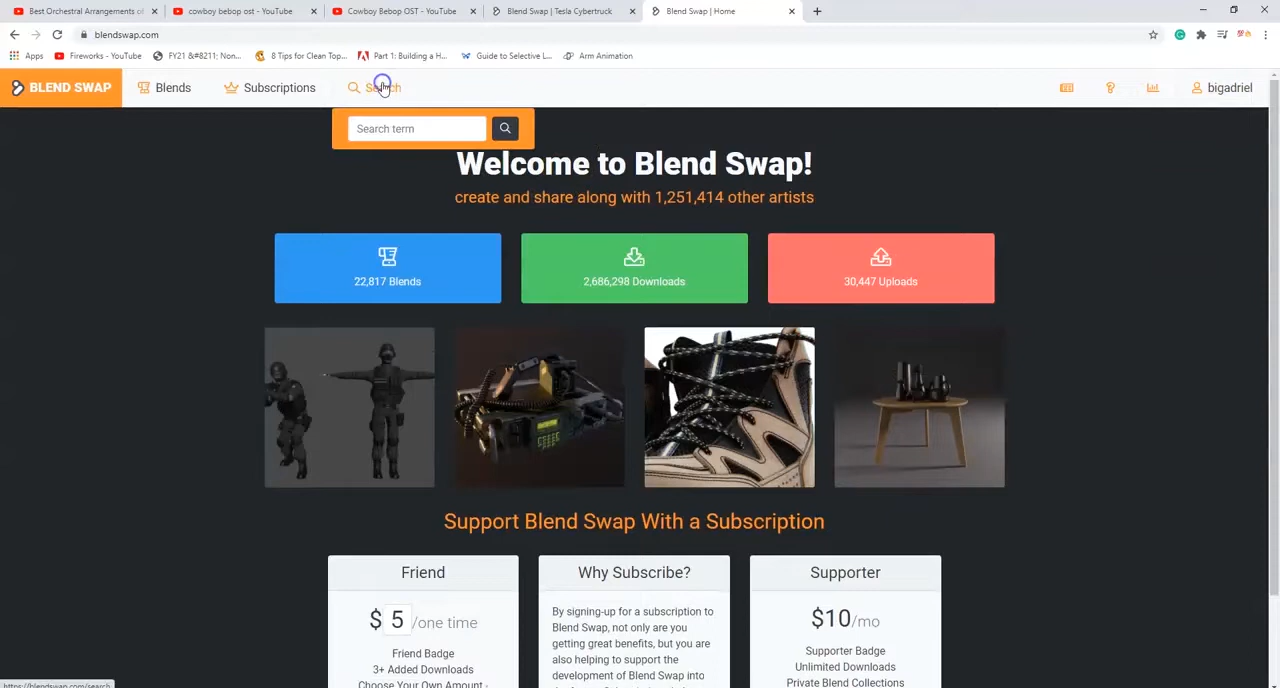 Best Orchestral Arrangements of
cowboy bebop ost - YouTube
Cowboy Bebop OST - YouTube
Blend Swap | Tesla Cybertruck
Blend Swap | Home
blendswap.com
Apps
Fireworks - YouTube
FY21 &#8211; Non...
8 Tips for Clean Top...
Part 1: Building a H...
Guide to Selective L...
Arm Animation
BLEND SWAP
Blends
Subscriptions
Search
bigadriel
Search term
Welcome to Blend Swap!
create and share along with 1,251,414 other artists
22,817 Blends
2,686,298 Downloads
30,447 Uploads
Support Blend Swap With a Subscription
Friend
$ 5 /one time
Friend Badge
3+ Added Downloads
Choose Your Own Amount -
Why Subscribe?
By signing-up for a subscription to
Blend Swap, not only are you
getting great benefits, but you are
also helping to support the
development of Blend Swap into
Supporter
$10/mo
Supporter Badge
Unlimited Downloads
Private Blend Collections
https://blendswap.com/search